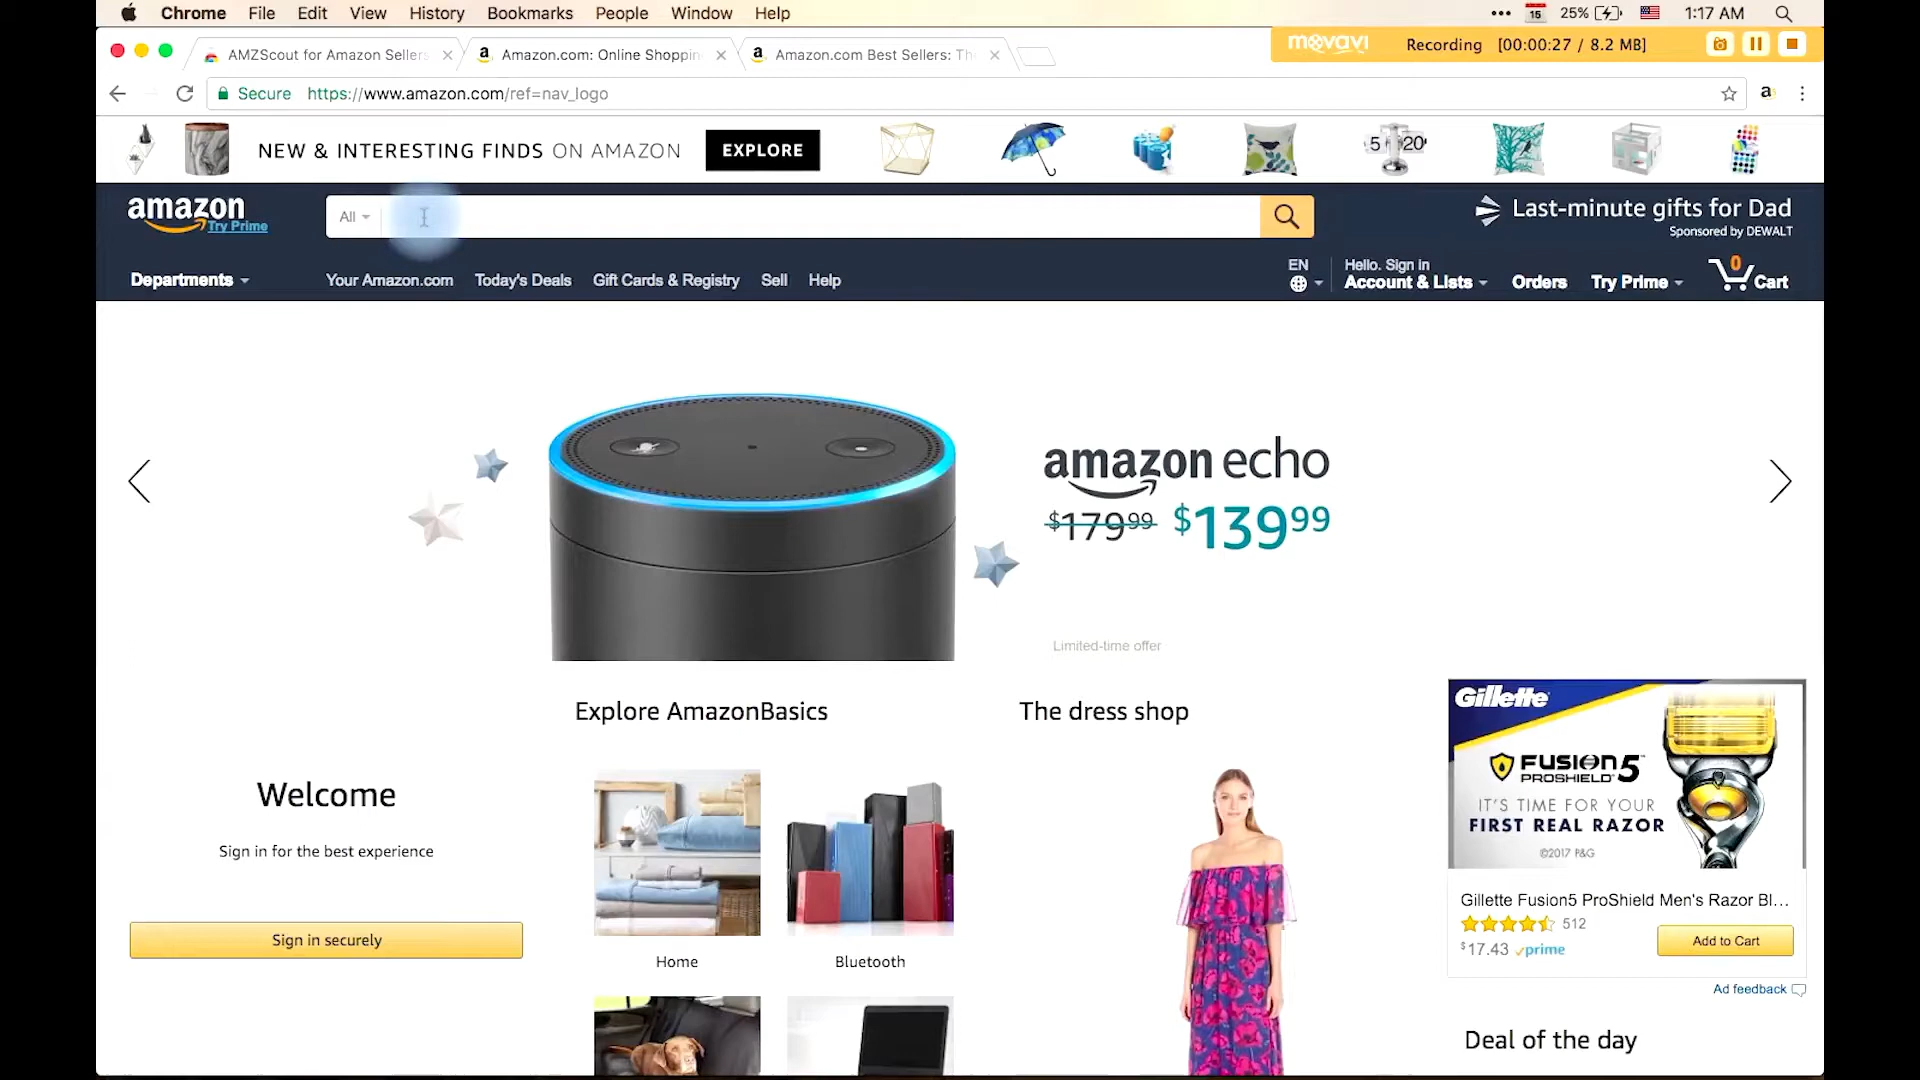 Chrome File Edit View History Bookmarks People Window Help
15 25% 1:17 AM
AMZScout for Amazon Sellers
Amazon.com: Online Shoppin
Amazon.com Best Sellers: Th
movavi Recording [00:00:27 / 8.2 MB]
Secure https://www.amazon.com/ref=nav_logo
a
NEW & INTERESTING FINDS ON AMAZON EXPLORE
5 20
amazon
Try Prime
All
Last-minute gifts for Dad
Sponsored by DEWALT
Departments
Your Amazon.com Today's Deals Gift Cards & Registry Sell Help
EN
Hello. Sign in
Account & Lists
Orders
Try Prime
0
Cart
amazon echo
$179.99 $139.99
Limited-time offer
Explore AmazonBasics
The dress shop
Welcome
Sign in for the best experience
Sign in securely
Home
Bluetooth
Gillette
FUSION5
PROSHIELD
IT'S TIME FOR YOUR
FIRST REAL RAZOR
©2017 P&G
Gillette Fusion5 ProShield Men's Razor Bl...
512
$17.43 prime
Add to Cart
Ad feedback
Deal of the day